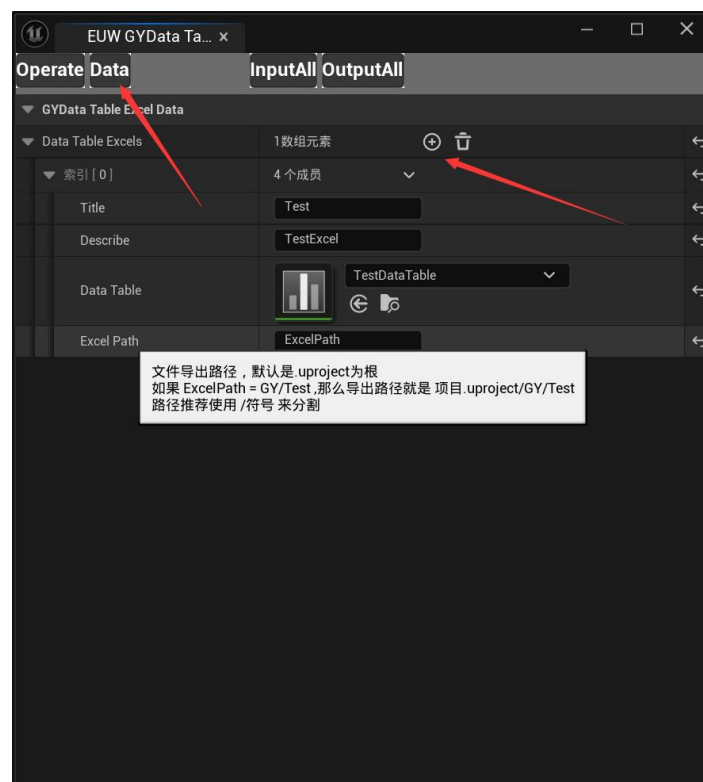 EUW GYData Ta...
Operate Data InputAll OutputAll
GYData Table Excel Data
Data Table Excels 1数组元素
索引 [ 0 ] 4 个成员
Title Test
Describe TestExcel
Data Table TestDataTable
Excel Path ExcelPath
文件导出路径，默认是.uproject为根
如果 ExcelPath = GY/Test ,那么导出路径就是 项目.uproject/GY/Test
路径推荐使用 /符号 来分割